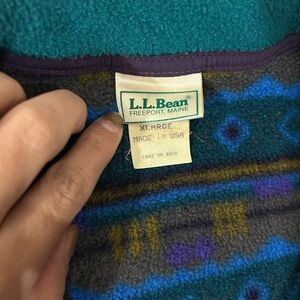 L.L.Bean®
FREEPORT, MAINE
XLARGE
MADE IN USA
CARE ON BACK